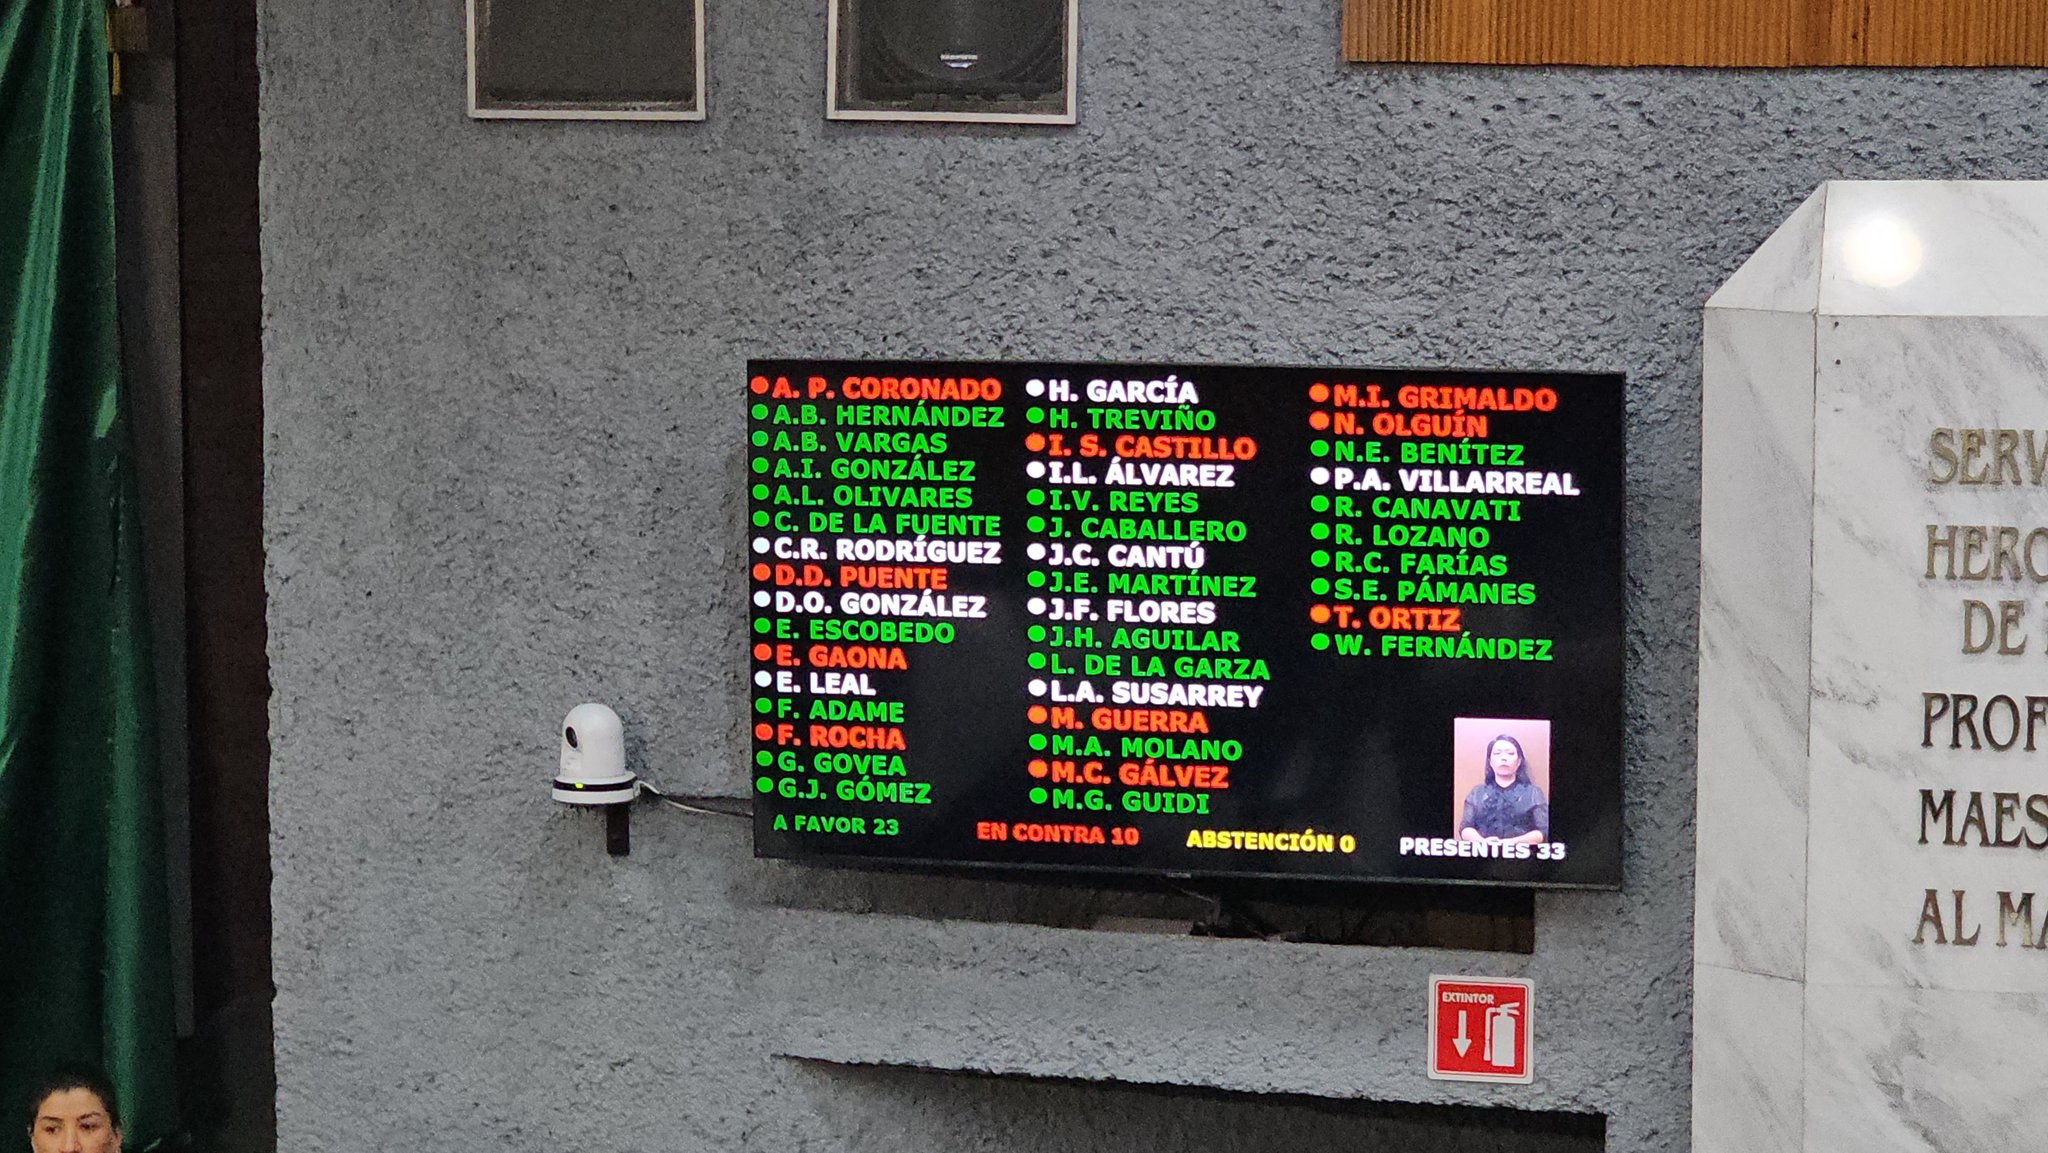 A. P. CORONADO
A.B. HERNÁNDEZ
A.B. VARGAS
A.I. GONZÁLEZ
A.L. OLIVARES
C. DE LA FUENTE
C.R. RODRÍGUEZ
D.D. PUENTE
D.O. GONZÁLEZ
E. ESCOBEDO
E. GAONA
E. LEAL
F. ADAME
F. ROCHA
G. GOVEA
G.J. GÓMEZ
H. GARCÍA
H. TREVIÑO
I. S. CASTILLO
I.L. ÁLVAREZ
I.V. REYES
J. CABALLERO
J.C. CANTÚ
J.E. MARTÍNEZ
J.F. FLORES
J.H. AGUILAR
L. DE LA GARZA
L.A. SUSARREY
M. GUERRA
M.A. MOLANO
M.C. GÁLVEZ
M.G. GUIDI
M.I. GRIMALDO
N. OLGUÍN
N.E. BENÍTEZ
P.A. VILLARREAL
R. CANAVATI
R. LOZANO
R.C. FARÍAS
S.E. PÁMANES
T. ORTIZ
W. FERNÁNDEZ
A FAVOR 23
EN CONTRA 10
ABSTENCIÓN 0
PRESENTES 33
EXTINTOR
SERV
HERO
DE
PROF
MAES
AL MA